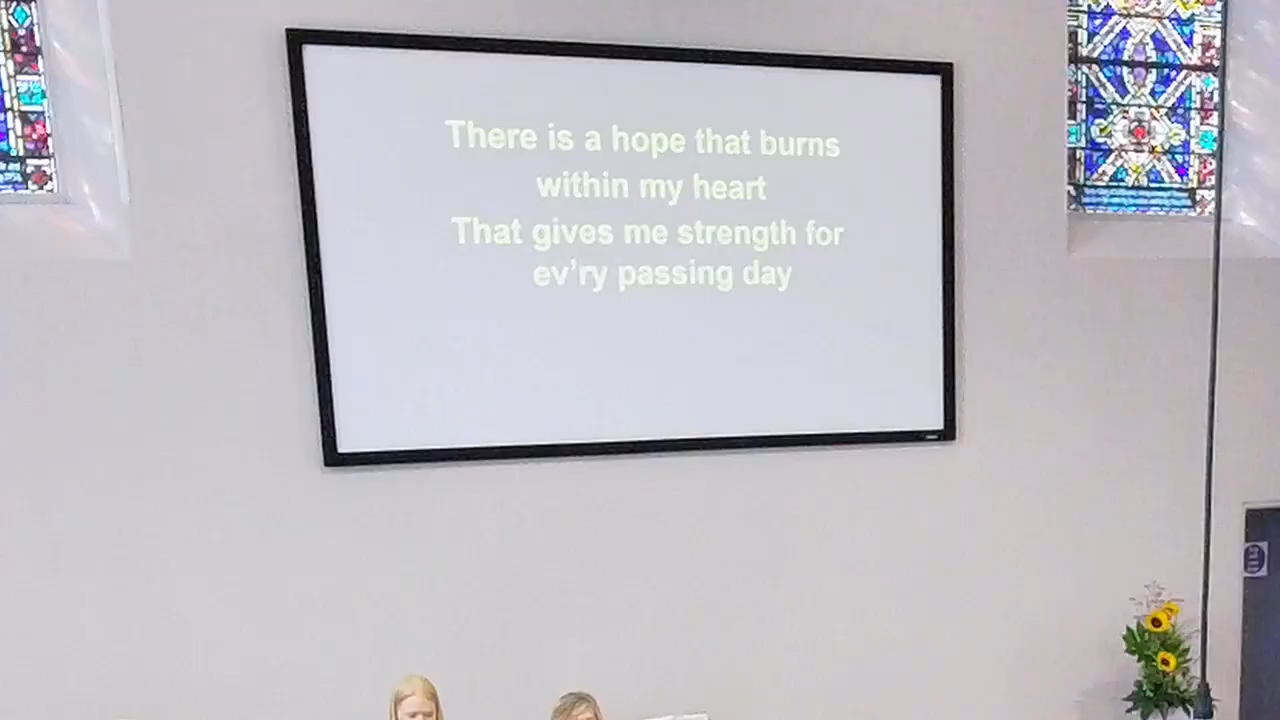 There is a hope that burns
within my heart
That gives me strength for
ev'ry passing day